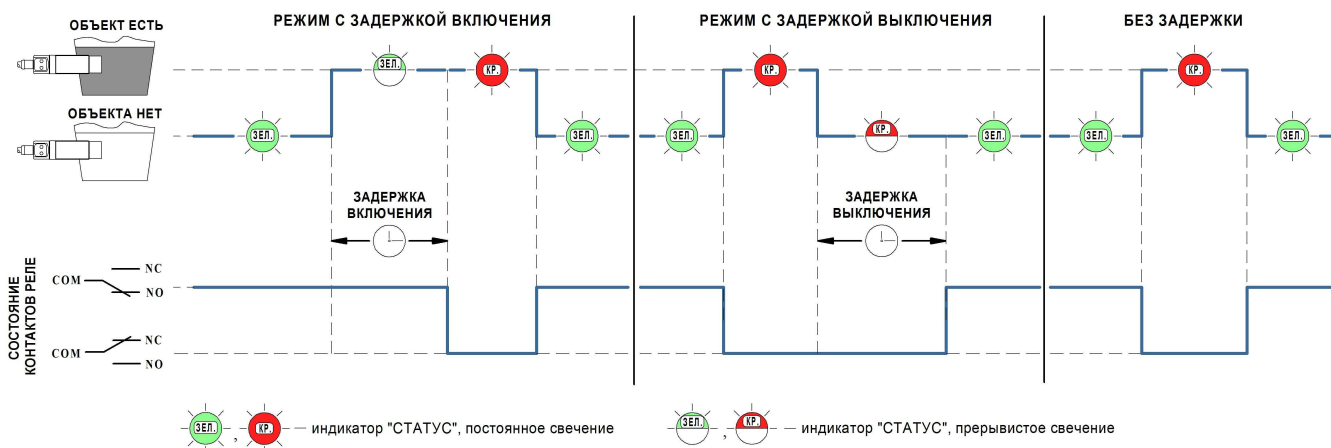 РЕЖИМ С ЗАДЕРЖКОЙ ВКЛЮЧЕНИЯ
РЕЖИМ С ЗАДЕРЖКОЙ ВЫКЛЮЧЕНИЯ
БЕЗ ЗАДЕРЖКИ
ОБЪЕКТ ЕСТЬ
ЗЕЛ.
КР.
КР.
КР.
ОБЪЕКТА НЕТ
ЗЕЛ.
ЗЕЛ.
ЗЕЛ.
КР.
ЗЕЛ.
ЗЕЛ.
ЗЕЛ.
ЗАДЕРЖКА
ВКЛЮЧЕНИЯ
ЗАДЕРЖКА
ВЫКЛЮЧЕНИЯ
СОСТОЯНИЕ
КОНТАКТОВ РЕЛЕ
COM
NC
NO
COM
NC
NO
ЗЕЛ. , КР. — индикатор "СТАТУС", постоянное свечение
ЗЕЛ. , КР. — индикатор "СТАТУС", прерывистое свечение